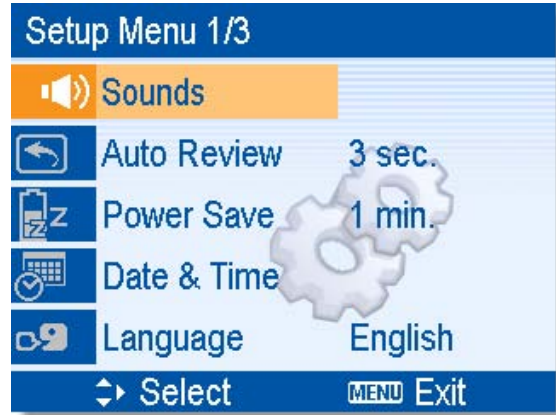 Setup Menu 1/3
Sounds
Auto Review 3 sec.
Power Save 1 min.
Date & Time
Language English
Select MENU Exit